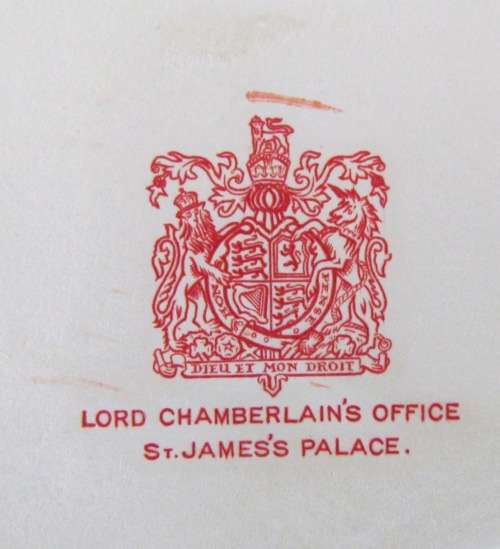 DIEU ET MON DROIT
LORD CHAMBERLAIN'S OFFICE
ST. JAMES'S PALACE.